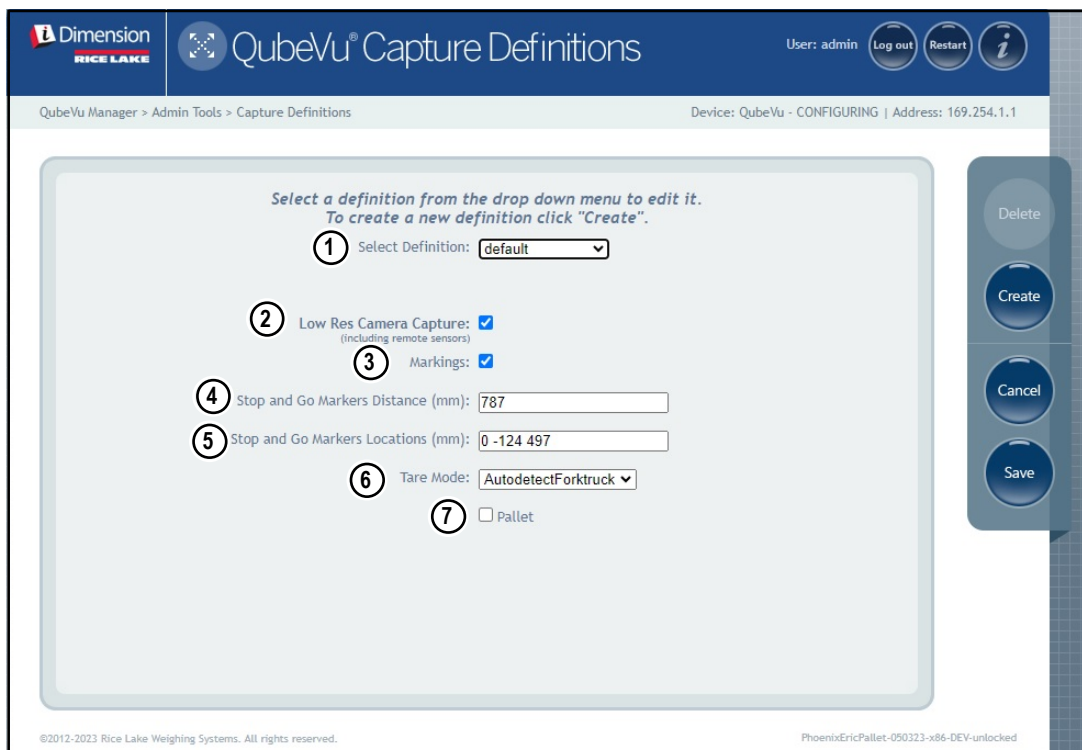 i Dimension
RICE LAKE
QubeVu® Capture Definitions
User: admin
Log out
Restart
i
QubeVu Manager > Admin Tools > Capture Definitions
Device: QubeVu - CONFIGURING | Address: 169.254.1.1
Select a definition from the drop down menu to edit it.
To create a new definition click "Create".
1 Select Definition: default
2 Low Res Camera Capture:
(including remote sensors)
3 Markings:
4 Stop and Go Markers Distance (mm): 787
5 Stop and Go Markers Locations (mm): 0 -124 497
6 Tare Mode: AutodetectForktruck
7 Pallet
Delete
Create
Cancel
Save
©2012-2023 Rice Lake Weighing Systems. All rights reserved.
PhoenixEricPallet-050323-x86-DEV-unlocked